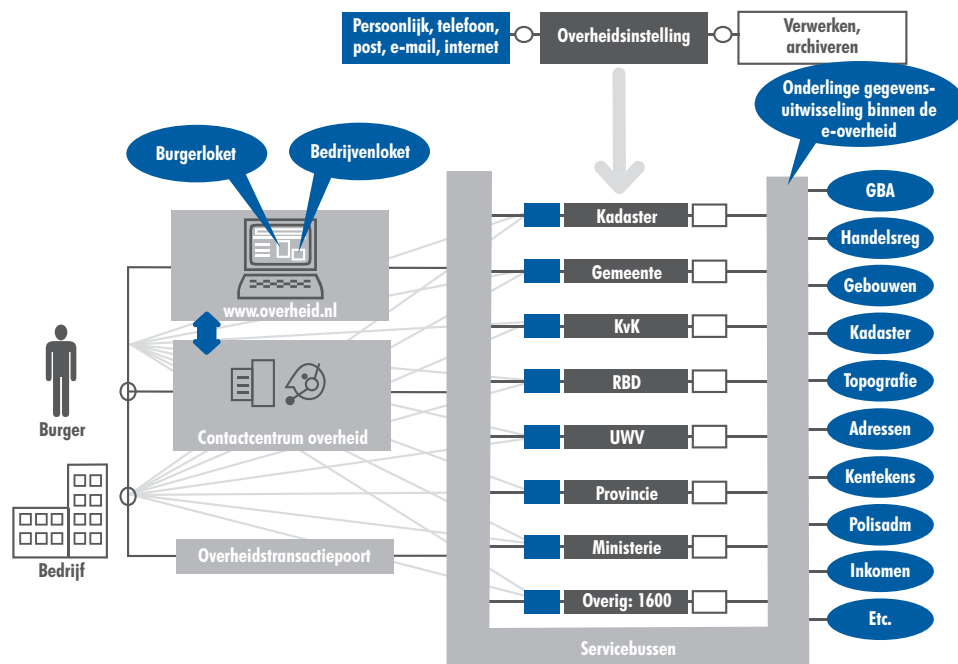 Persoonlijk, telefoon,
post, e-mail, internet
Overheidsinstelling
Verwerken,
archiveren
Onderlinge gegevens-
uitwisseling binnen de
e-overheid
Burgerloket
Bedrijvenloket
www.overheid.nl
Contactcentrum overheid
Overheidstransactiepoort
Burger
Bedrijf
Kadaster
Gemeente
KvK
RBD
UWV
Provincie
Ministerie
Overig: 1600
Servicebussen
GBA
Handelsreg
Gebouwen
Kadaster
Topografie
Adressen
Kentekens
Polisadm
Inkomen
Etc.